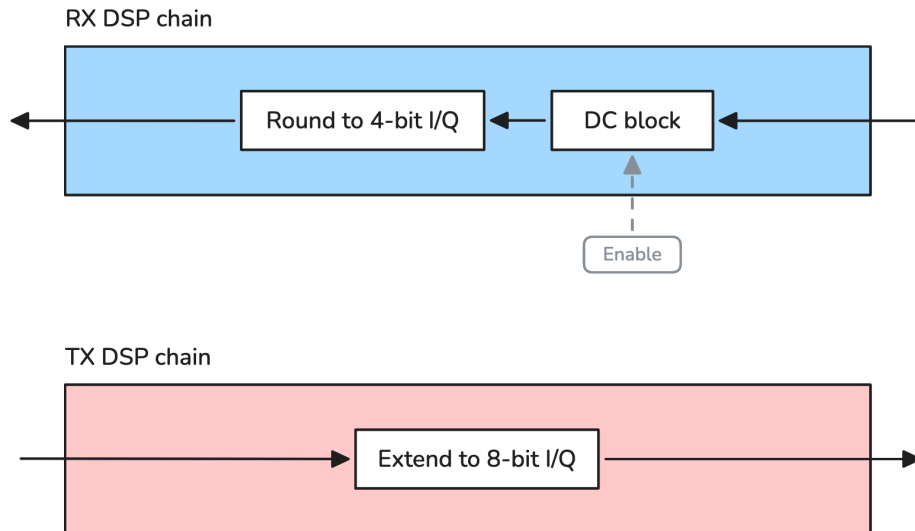 RX DSP chain
Round to 4-bit I/Q
DC block
Enable
TX DSP chain
Extend to 8-bit I/Q